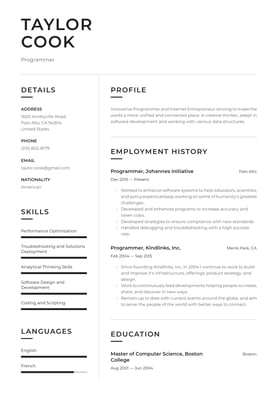 TAYLOR
COOK
Programmer
DETAILS
ADDRESS
1600 Amittyville Road
Palo Alto, CA 94304
United States
PHONE
(315) 802-8179
EMAIL
taylor.cook@gmail.com
NATIONALITY
American
SKILLS
Performance Optimization
Troubleshooting and Solutions
Deployment
Analytical Thinking Skills
Software Design and
Development
Coding and Scripting
LANGUAGES
English
French
PROFILE
Innovative Programmer and Internet Entrepreneur striving to make the
world a more unified and connected place. A creative thinker, adept in
software development and working with various data structures.
EMPLOYMENT HISTORY
Programmer, Johannes Initiative Palo Alto
Dec 2015 — Present
Worked to enhance software systems to help educators, scientists,
and policy experts already working on some of humanity's greatest
challenges.
Developed and enhances programs to increase accuracy and
lower costs.
Developed strategies to ensure compliance with new standards.
Handled debugging and troubleshooting with a high success
rate.
Programmer, Kindlinks, Inc. Menlo Park, CA
Feb 2004 — Sep 2015
Since founding Kindlinks, Inc. in 2004 I continue to work to build
and improve it's infrastructure, offerings, product strategy, and
design.
Work to continuously lead developments helping people to create,
share, and discover in new ways.
Remain up to date with current events around the globe, and aim
to serve the people of the world with better ways to connect.
EDUCATION
Master of Computer Science, Boston Boston
College
Aug 2001 — Jun 2004